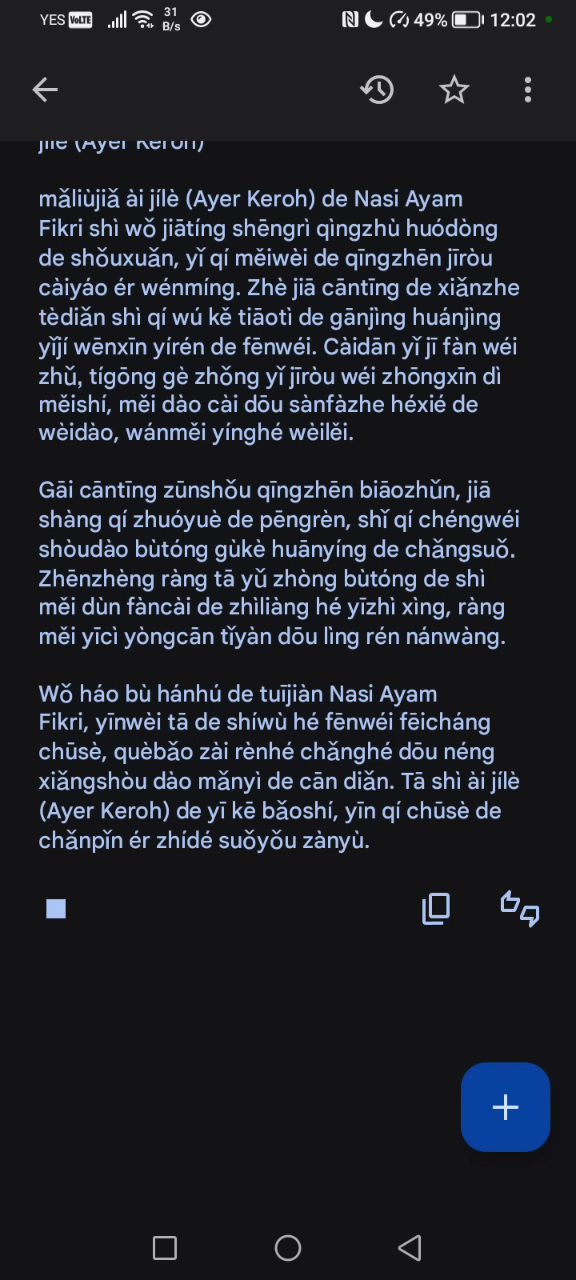 YES VoLTE 31 B/s N 49% 12:02
jílè (Ayer Keroh)
mǎliùjiǎ ài jílè (Ayer Keroh) de Nasi Ayam
Fikri shì wǒ jiātíng shēngrì qìngzhù huódòng
de shǒuxuǎn, yǐ qí měiwèi de qīngzhēn jīròu
càiyáo ér wénmíng. Zhè jiā cāntīng de xiǎnzhe
tèdiǎn shì qí wú kě tiāotì de gānjìng huánjìng
yǐjí wēnxīn yírén de fēnwéi. Càidān yǐ jī fàn wéi
zhǔ, tígōng gè zhǒng yǐ jīròu wéi zhōngxīn dì
měishí, měi dào cài dōu sànfàzhe héxié de
wèidào, wánměi yínghé wèilěi.
Gāi cāntīng zūnshǒu qīngzhēn biāozhǔn, jiā
shàng qí zhuóyuè de pēngrèn, shǐ qí chéngwéi
shòudào bùtóng gùkè huānyíng de chǎngsuǒ.
Zhēnzhèng ràng tā yǔ zhòng bùtóng de shì
měi dùn fàncài de zhìliàng hé yīzhì xìng, ràng
měi yīcì yòngcān tǐyàn dōu lìng rén nánwàng.
Wǒ háo bù hánhú de tuījiàn Nasi Ayam
Fikri, yīnwèi tā de shíwù hé fēnwéi fēicháng
chūsè, quèbǎo zài rènhé chǎnghé dōu néng
xiǎngshòu dào mǎnyì de cān diǎn. Tā shì ài jílè
(Ayer Keroh) de yī kē bǎoshí, yīn qí chūsè de
chǎnpǐn ér zhídé suǒyǒu zànyù.